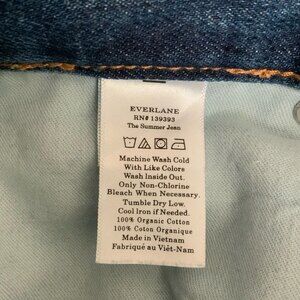 EVERLANE
RN# 139393
The Summer Jean
Machine Wash Cold
With Like Colors
Wash Inside Out.
Only Non-Chlorine
Bleach When Necessary.
Tumble Dry Low.
Cool Iron if Needed.
100% Organic Cotton
100% Coton Organique
Made in Vietnam
Fabriqué au Viêt-Nam